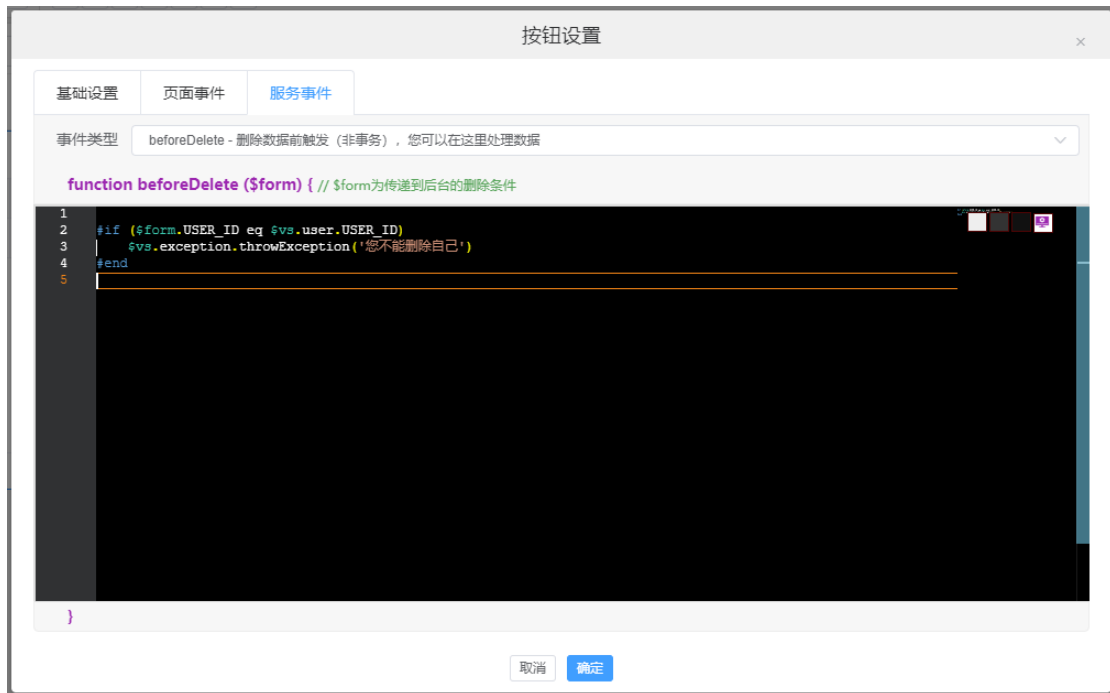 按钮设置
×
基础设置 页面事件 服务事件
事件类型 beforeDelete - 删除数据前触发（非事务），您可以在这里处理数据
function beforeDelete ($form) { // $form为传递到后台的删除条件
1
2 #if ($form.USER_ID eq $vs.user.USER_ID)
3 $vs.exception.throwException('您不能删除自己')
4 #end
5
}
取消 确定